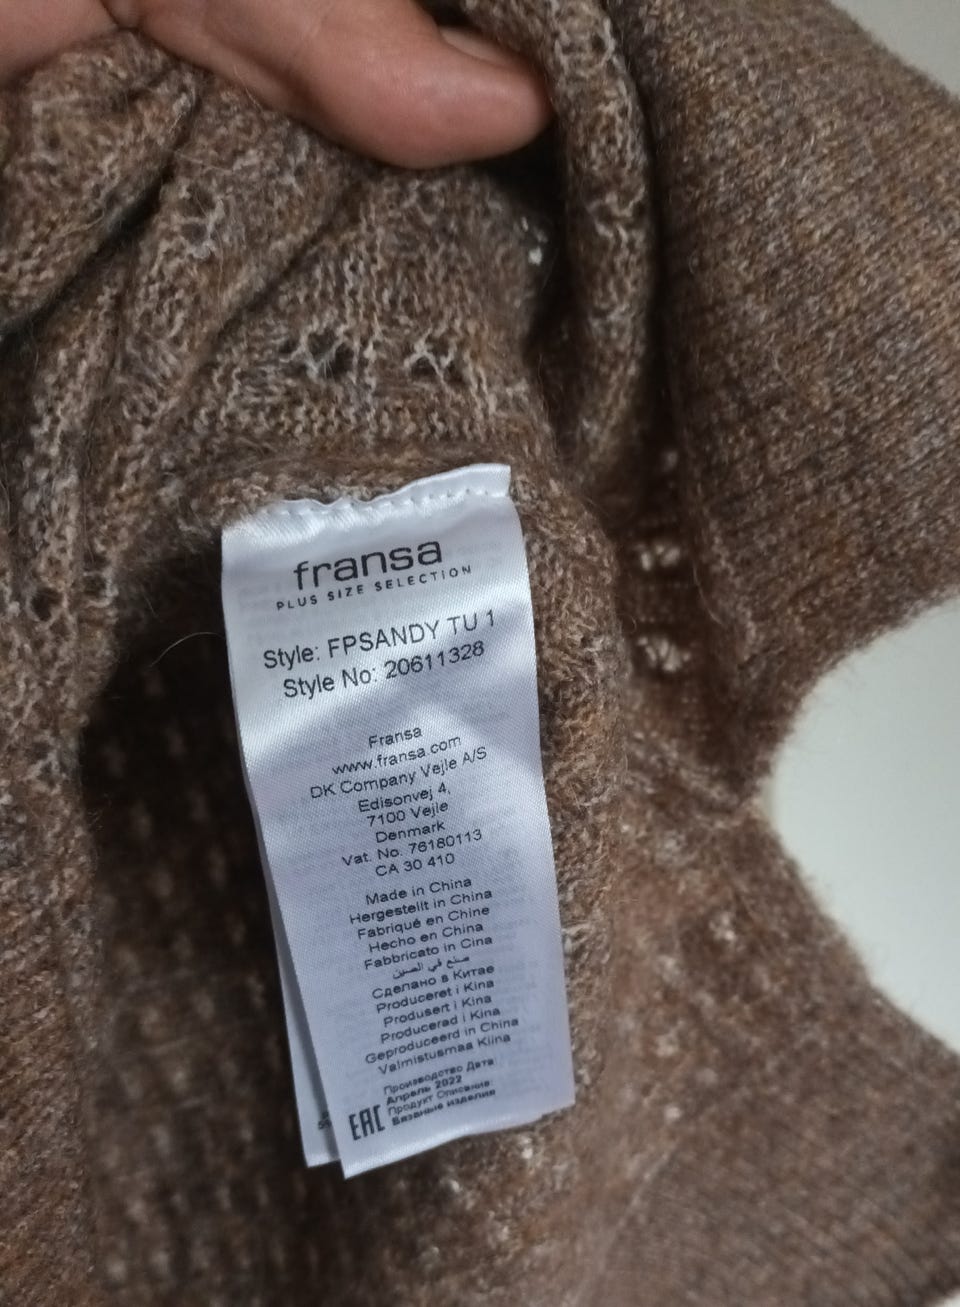 fransa
PLUS SIZE SELECTION
Style: FPSANDY TU 1
Style No: 20611328
Fransa
www.fransa.com
DK Company Vejle A/S
Edisonvej 4,
7100 Vejle
Denmark
Vat. No. 76180113
CA 30 410
Made in China
Hergestellt in China
Fabriqué en Chine
Hecho en China
Fabbricato in Cina
صنع في الصين
Сделано в Китае
Produceret i Kina
Produsert i Kina
Producerad i Kina
Geproduceerd in China
Valmistusmaa Kiina
Производство Дата:
Апрель 2022
Продукт Описание:
Вязаные изделия
EAC